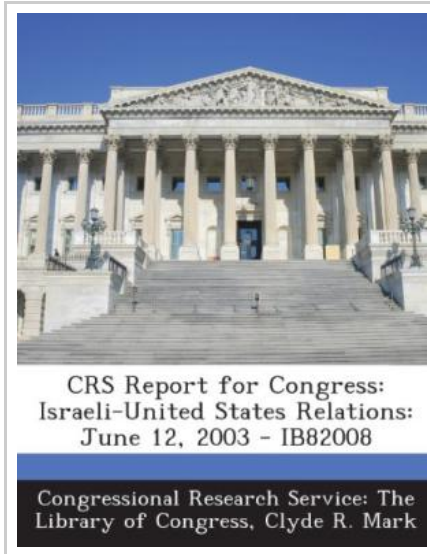 CRS Report for Congress:
Israeli-United States Relations:
June 12, 2003 - IB82008
Congressional Research Service: The
Library of Congress, Clyde R. Mark